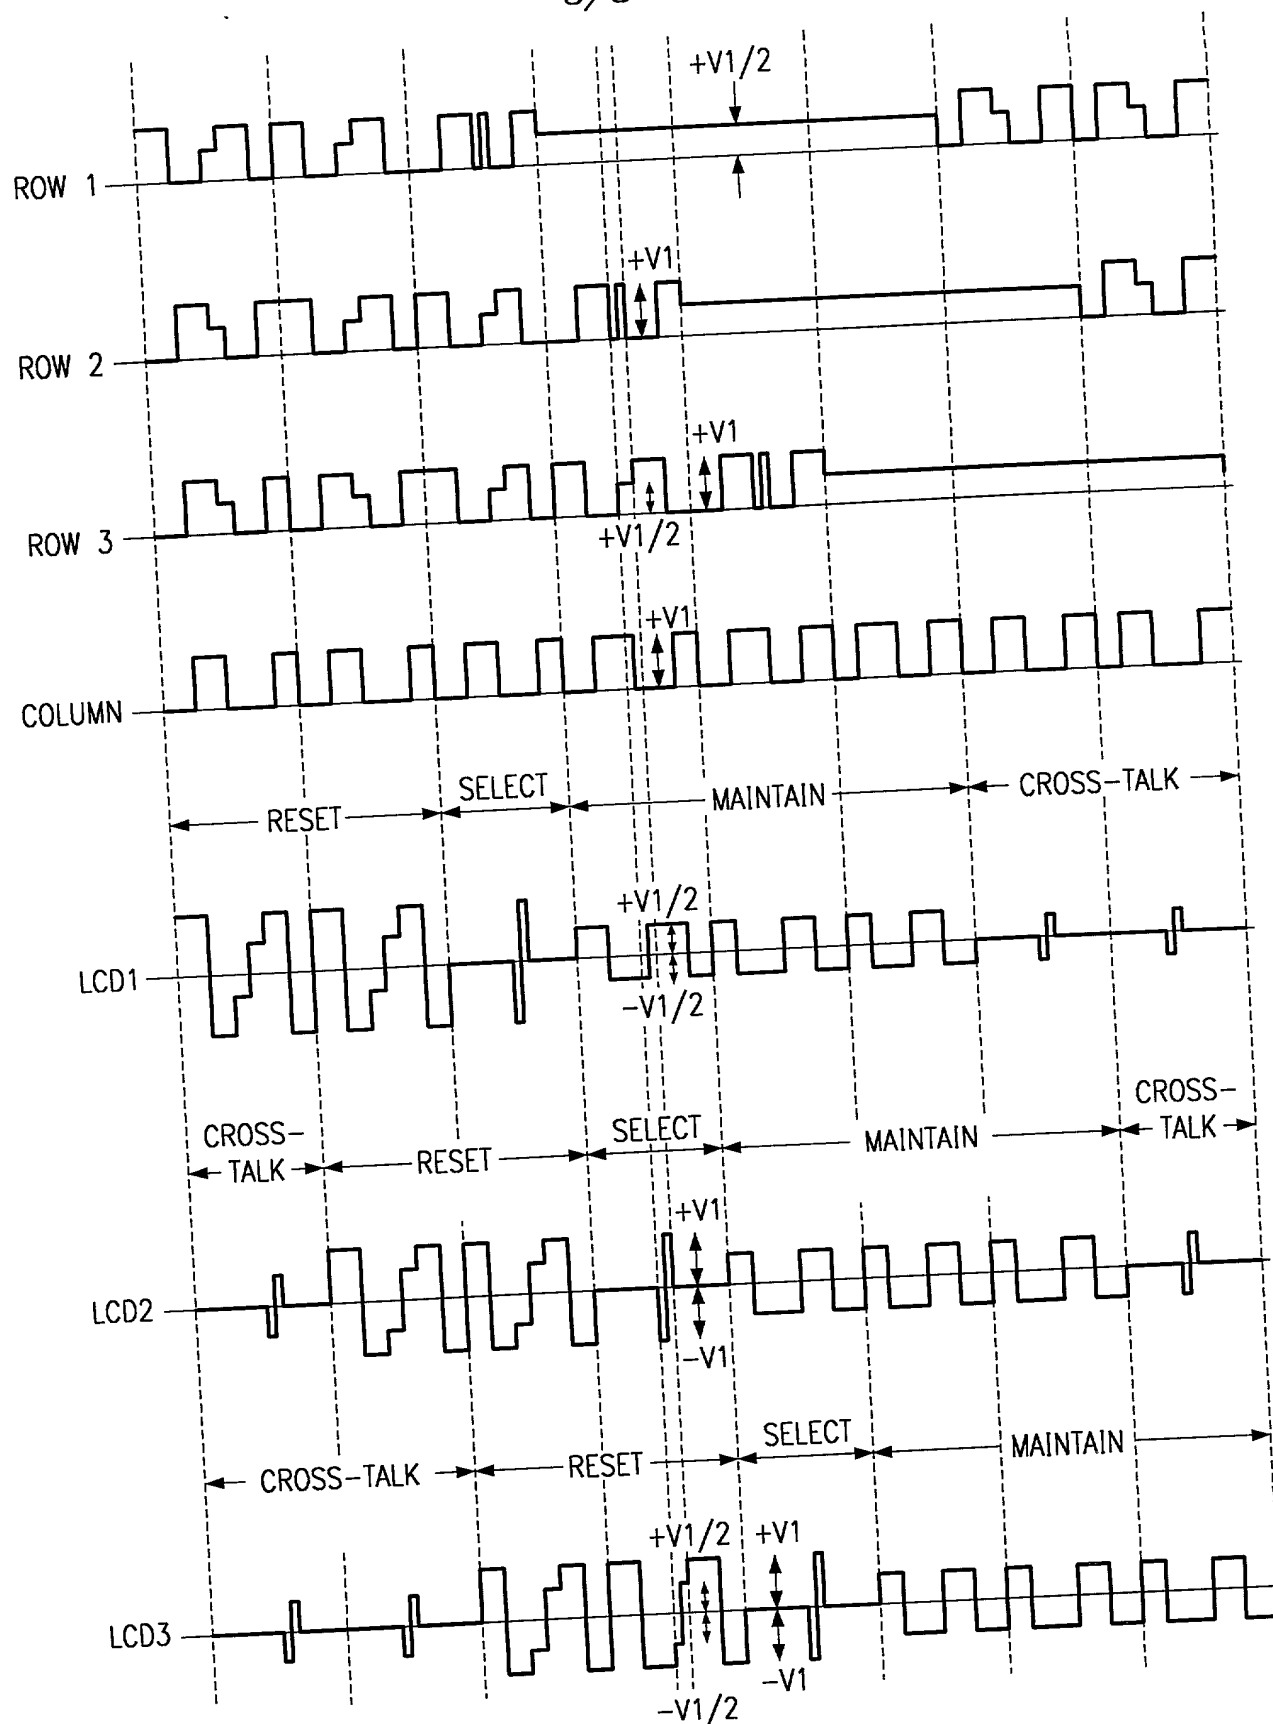 +V1/2
ROW 1
+V1
ROW 2
+V1
ROW 3
+V1/2
+V1
COLUMN
SELECT
RESET
MAINTAIN
CROSS-TALK
+V1/2
LCD1
-V1/2
CROSS-
TALK
RESET
SELECT
MAINTAIN
CROSS-
TALK
+V1
LCD2
-V1
CROSS-TALK
RESET
SELECT
MAINTAIN
+V1/2
+V1
LCD3
-V1
-V1/2